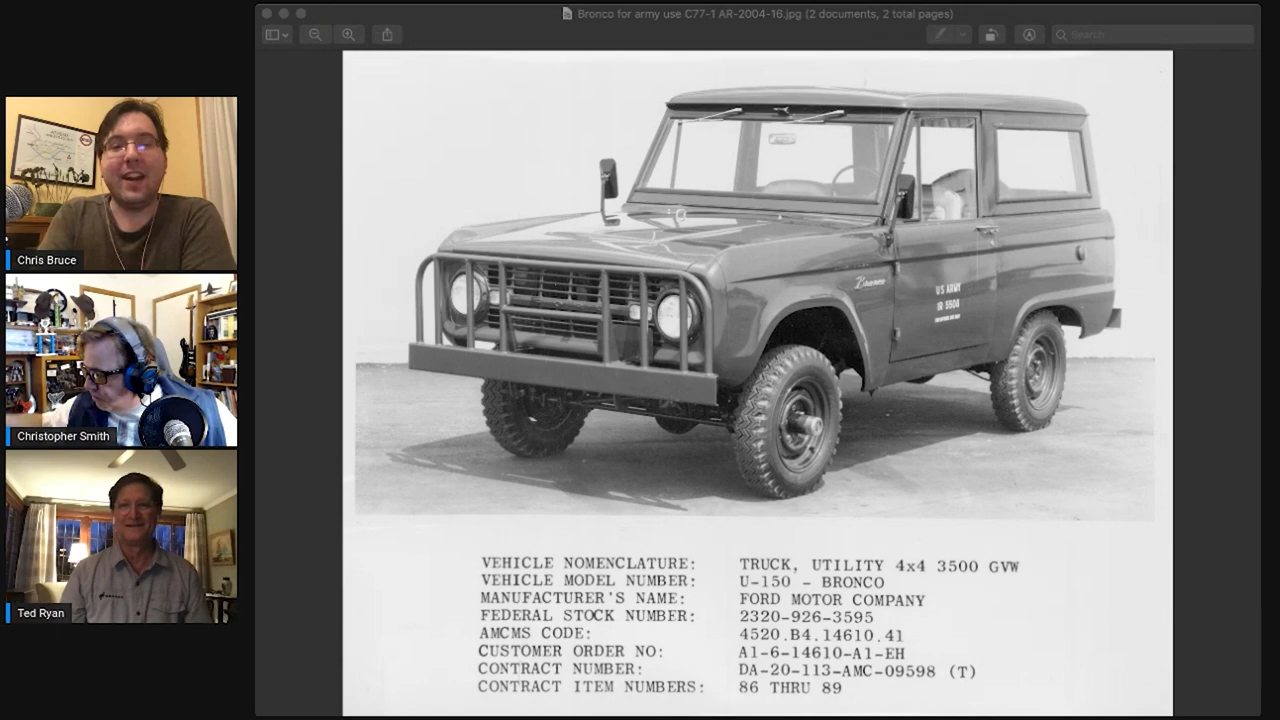 Bronco for army use C77-1 AR-2004-16.jpg (2 documents, 2 total pages)
Search
Chris Bruce
Christopher Smith
Ted Ryan
Bronco
US ARMY
VEHICLE NOMENCLATURE: TRUCK, UTILITY 4x4 3500 GVW
VEHICLE MODEL NUMBER: U-150 - BRONCO
MANUFACTURER'S NAME: FORD MOTOR COMPANY
FEDERAL STOCK NUMBER: 2320-926-3595
AMCMS CODE: 4520.B4.14610.41
CUSTOMER ORDER NO: A1-6-14610-A1-EH
CONTRACT NUMBER: DA-20-113-AMC-09598 (T)
CONTRACT ITEM NUMBERS: 86 THRU 89